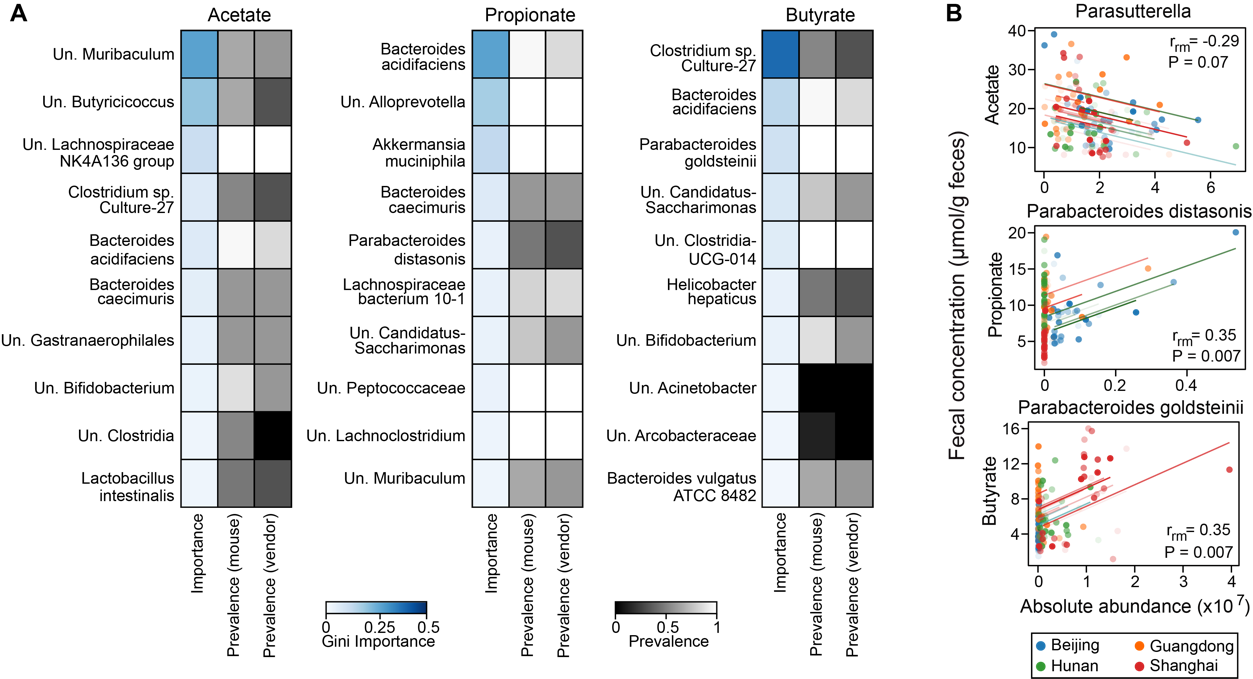 A
Acetate
Un. Muribaculum
Un. Butyricicoccus
Un. Lachnospiraceae
NK4A136 group
Clostridium sp.
Culture-27
Bacteroides
acidifaciens
Bacteroides
caecimuris
Un. Gastranaerophilales
Un. Bifidobacterium
Un. Clostridia
Lactobacillus
intestinalis
Importance
Prevalence (mouse)
Prevalence (vendor)
Propionate
Bacteroides
acidifaciens
Un. Alloprevotella
Akkermansia
muciniphila
Bacteroides
caecimuris
Parabacteroides
distasonis
Lachnospiraceae
bacterium 10-1
Un. Candidatus-
Saccharimonas
Un. Peptococcaceae
Un. Lachnoclostridium
Un. Muribaculum
Importance
Prevalence (mouse)
Prevalence (vendor)
Butyrate
Clostridium sp.
Culture-27
Bacteroides
acidifaciens
Parabacteroides
goldsteinii
Un. Candidatus-
Saccharimonas
Un. Clostridia-
UCG-014
Helicobacter
hepaticus
Un. Bifidobacterium
Un. Acinetobacter
Un. Arcobacteraceae
Bacteroides vulgatus
ATCC 8482
Importance
Prevalence (mouse)
Prevalence (vendor)
0 0.25 0.5
Gini Importance
0 0.5 1
Prevalence
B
Fecal concentration (µmol/g feces)
Parasutterella
Acetate
40
30
20
10
rrm= -0.29
P = 0.07
0 2 4 6
Parabacteroides distasonis
Propionate
20
15
10
5
rrm= 0.35
P = 0.007
0 0.2 0.4
Parabacteroides goldsteinii
Butyrate
16
12
8
4
rrm= 0.35
P = 0.007
0 1 2 3 4
Absolute abundance (x10 7)
Beijing
Guangdong
Hunan
Shanghai